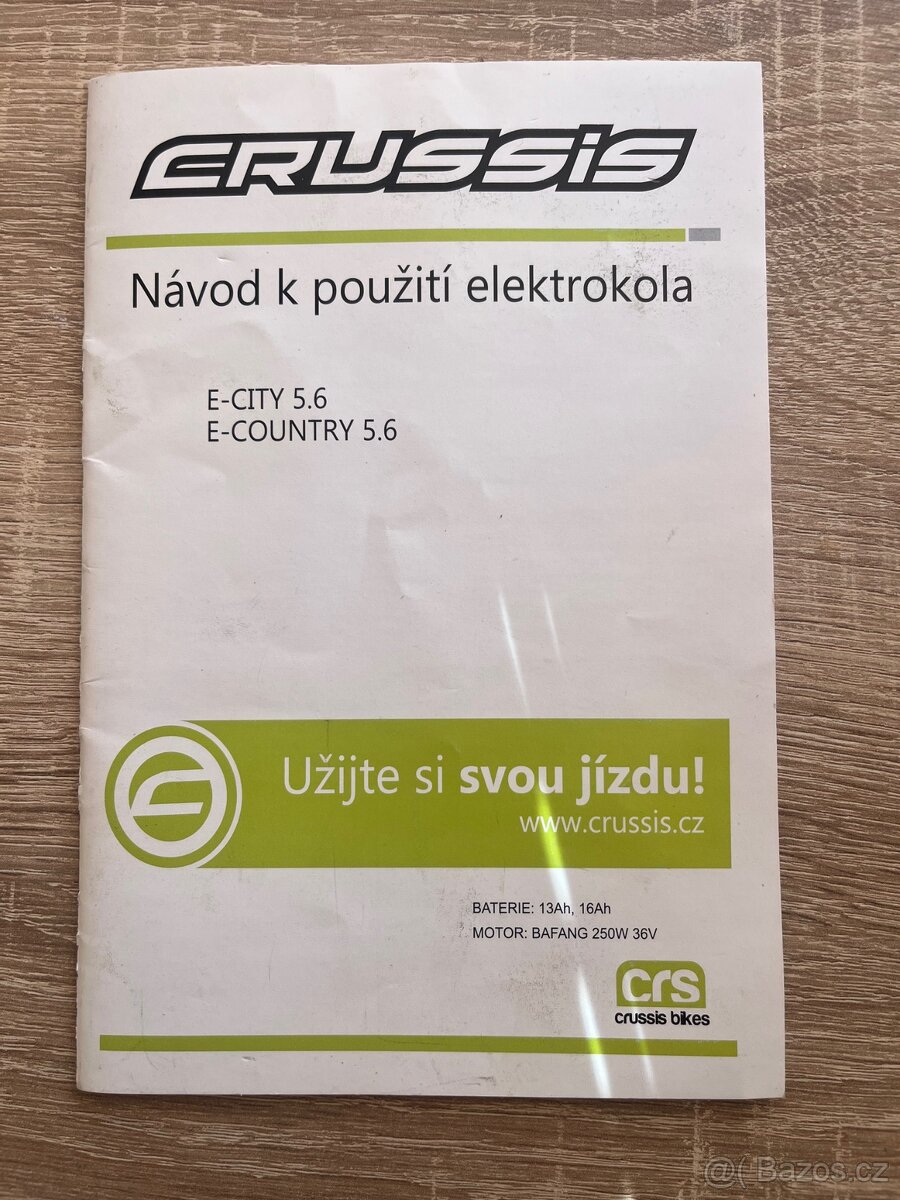 CRUSSiS
Návod k použití elektrokola
E-CITY 5.6
E-COUNTRY 5.6
Užijte si svou jízdu!
www.crussis.cz
BATERIE: 13Ah, 16Ah
MOTOR: BAFANG 250W 36V
crs
crussis bikes
@( Bazos.cz